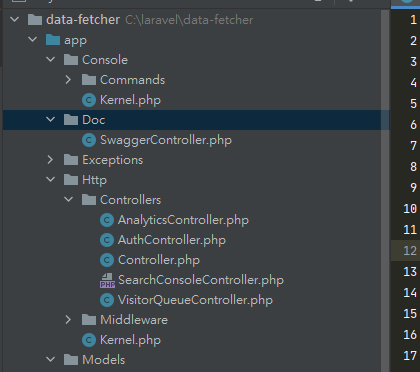 data-fetcher C:\laravel\data-fetcher
app
Console
Commands
Kernel.php
Doc
SwaggerController.php
Exceptions
Http
Controllers
AnalyticsController.php
AuthController.php
Controller.php
PHP SearchConsoleController.php
VisitorQueueController.php
Middleware
Kernel.php
Models
1
2
3
4
5
6
7
8
9
10
11
12
13
14
15
16
17